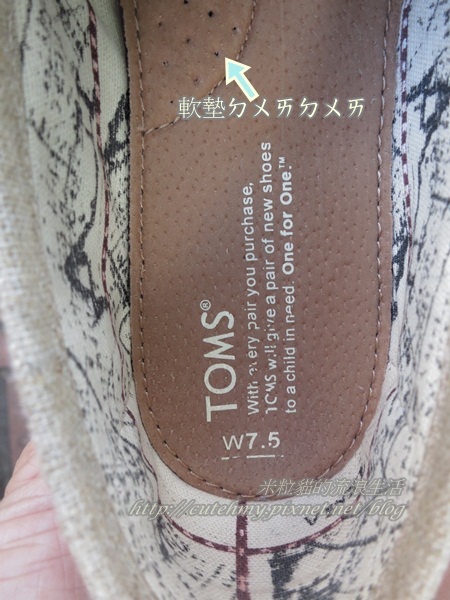 軟墊ㄉㄨㄞㄉㄨㄞ
TOMS®
With every pair you purchase,
TOMS will give a pair of new shoes
to a child in need. One for One.™
W7.5
米粒貓的流浪生活
http://cutehmy.pixnet.net/blog